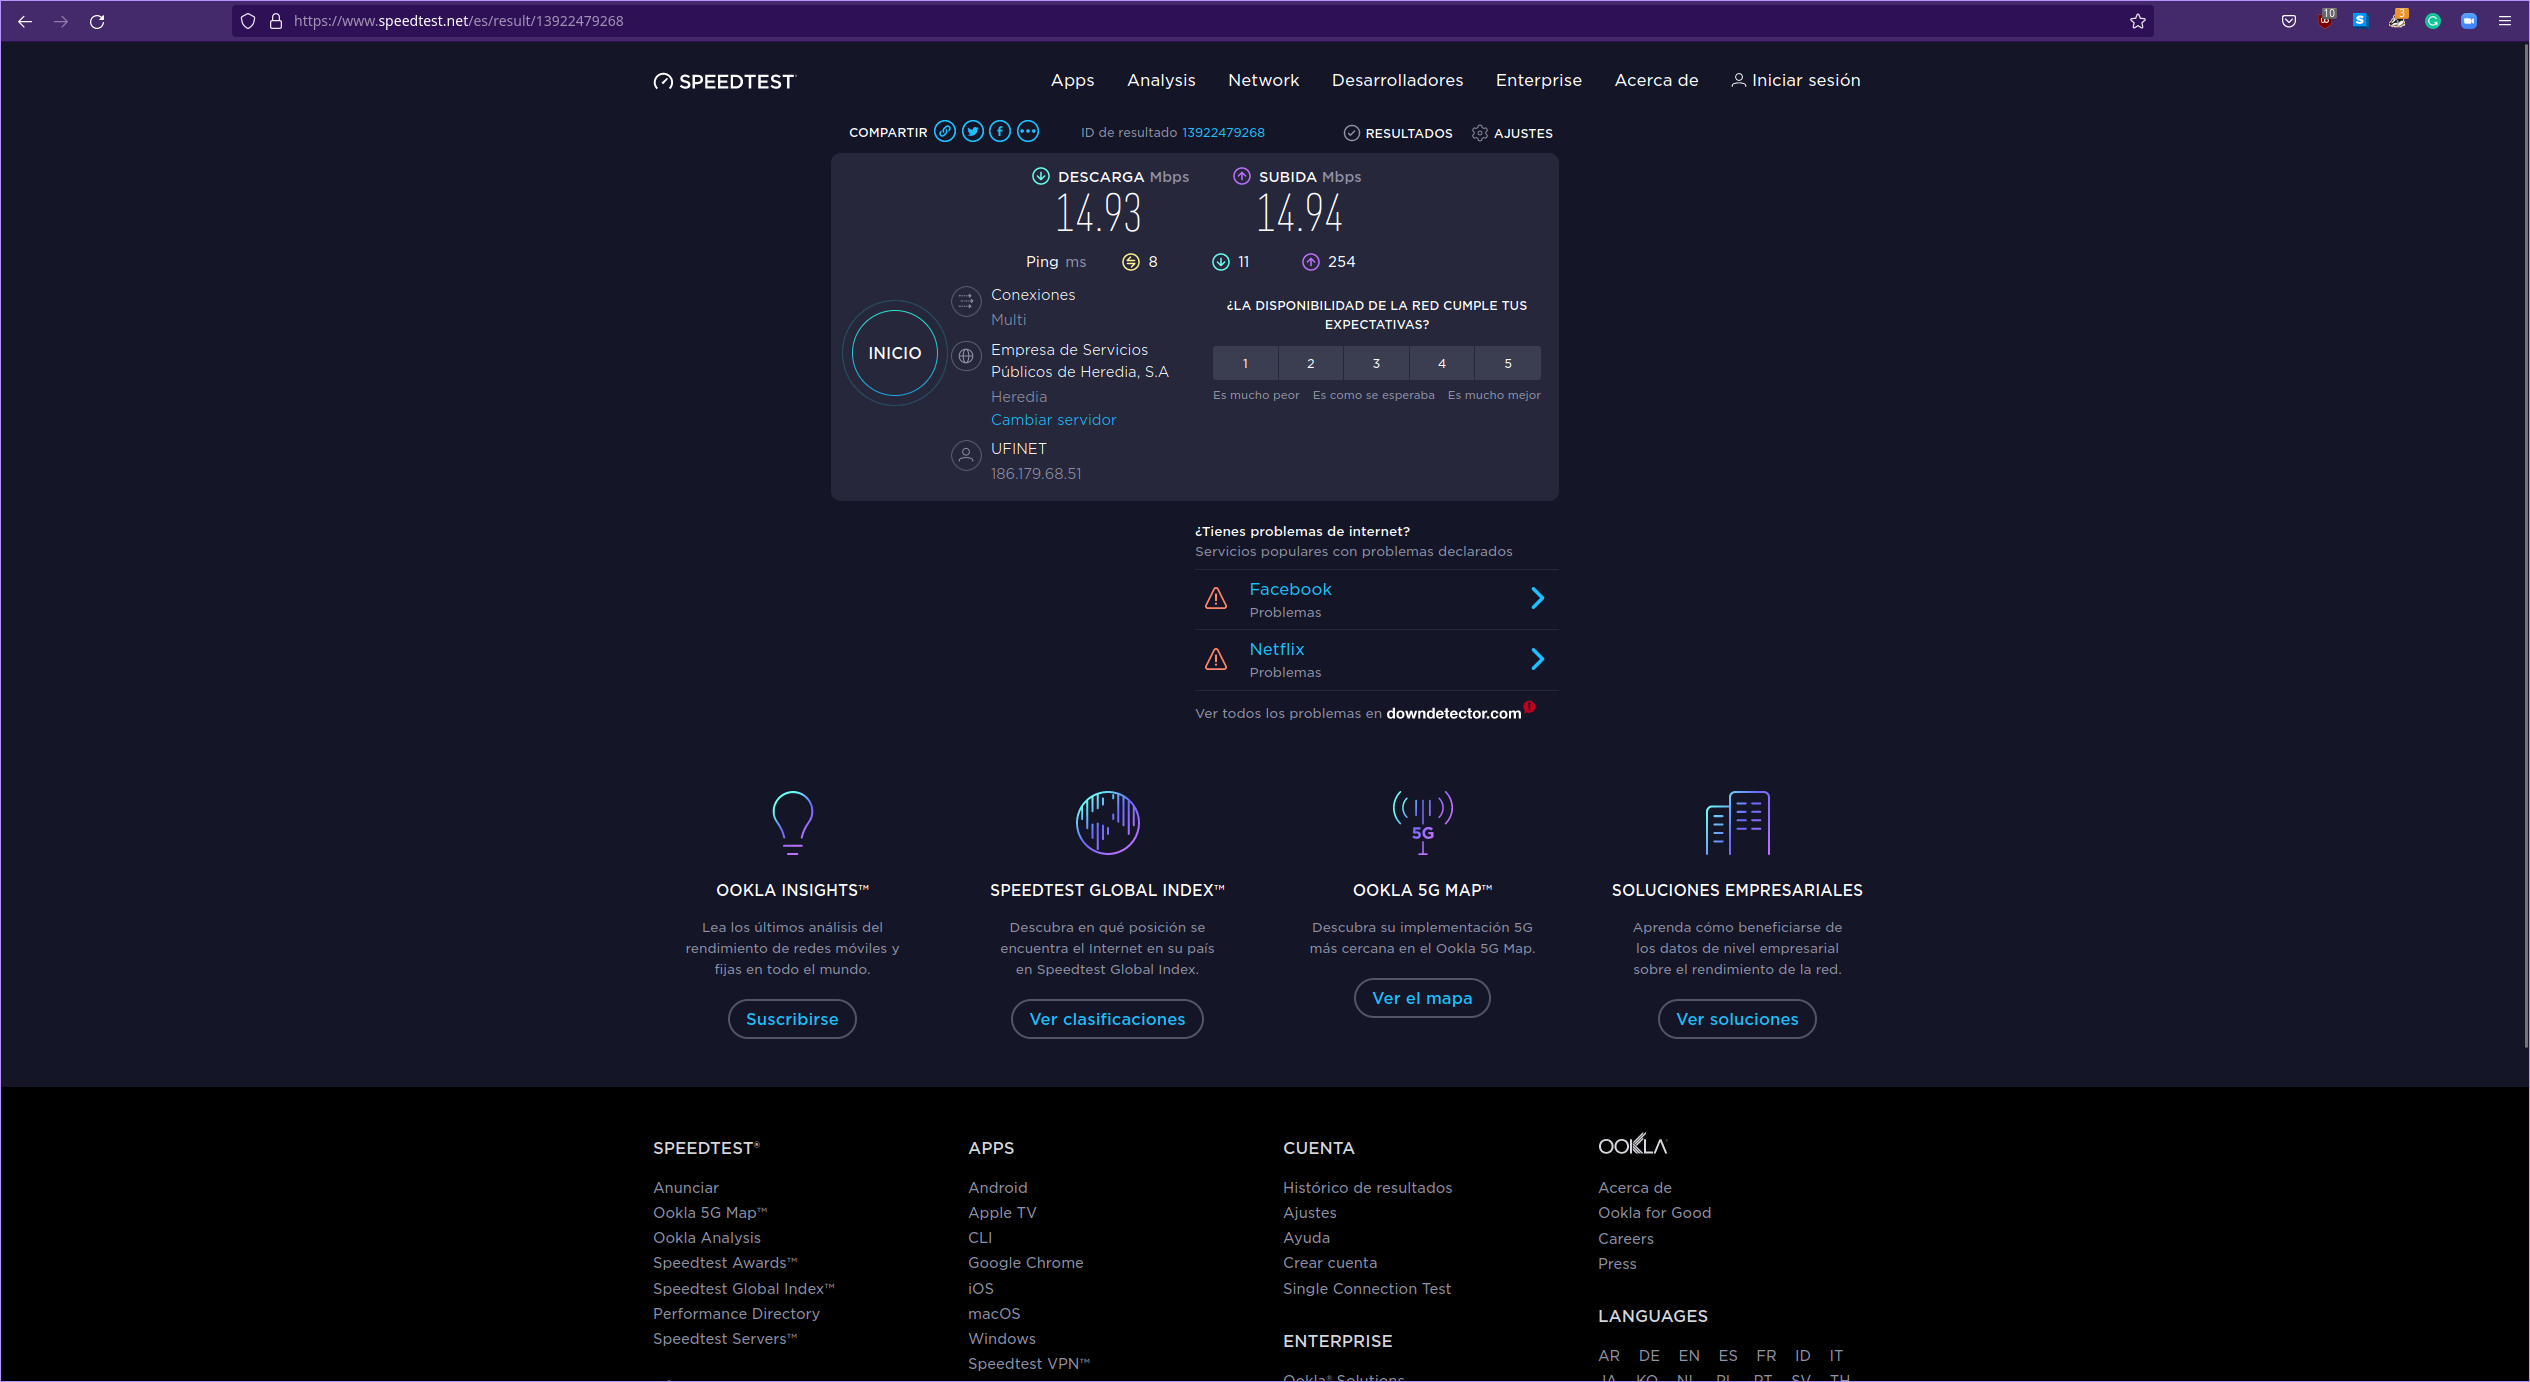 https://www.speedtest.net/es/result/13922479268
10
3
SPEEDTEST
Apps Analysis Network Desarrolladores Enterprise Acerca de Iniciar sesión
COMPARTIR ID de resultado 13922479268 RESULTADOS AJUSTES
DESCARGA Mbps SUBIDA Mbps
14.93 14.94
Ping ms 8 11 254
INICIO
Conexiones
Multi
Empresa de Servicios
Públicos de Heredia, S.A
Heredia
Cambiar servidor
UFINET
186.179.68.51
¿LA DISPONIBILIDAD DE LA RED CUMPLE TUS
EXPECTATIVAS?
1 2 3 4 5
Es mucho peor Es como se esperaba Es mucho mejor
¿Tienes problemas de internet?
Servicios populares con problemas declarados
Facebook
Problemas
Netflix
Problemas
Ver todos los problemas en downdetector.com
5G
OOKLA INSIGHTS™
Lea los últimos análisis del
rendimiento de redes móviles y
fijas en todo el mundo.
Suscribirse
SPEEDTEST GLOBAL INDEX™
Descubra en qué posición se
encuentra el Internet en su país
en Speedtest Global Index.
Ver clasificaciones
OOKLA 5G MAP™
Descubra su implementación 5G
más cercana en el Ookla 5G Map.
Ver el mapa
SOLUCIONES EMPRESARIALES
Aprenda cómo beneficiarse de
los datos de nivel empresarial
sobre el rendimiento de la red.
Ver soluciones
SPEEDTEST®
Anunciar
Ookla 5G Map™
Ookla Analysis
Speedtest Awards™
Speedtest Global Index™
Performance Directory
Speedtest Servers™
APPS
Android
Apple TV
CLI
Google Chrome
iOS
macOS
Windows
Speedtest VPN™
CUENTA
Histórico de resultados
Ajustes
Ayuda
Crear cuenta
Single Connection Test
ENTERPRISE
Ookla® Solutions
OOKLA
Acerca de
Ookla for Good
Careers
Press
LANGUAGES
AR DE EN ES FR ID IT
JA KO NL PL PT SV TH